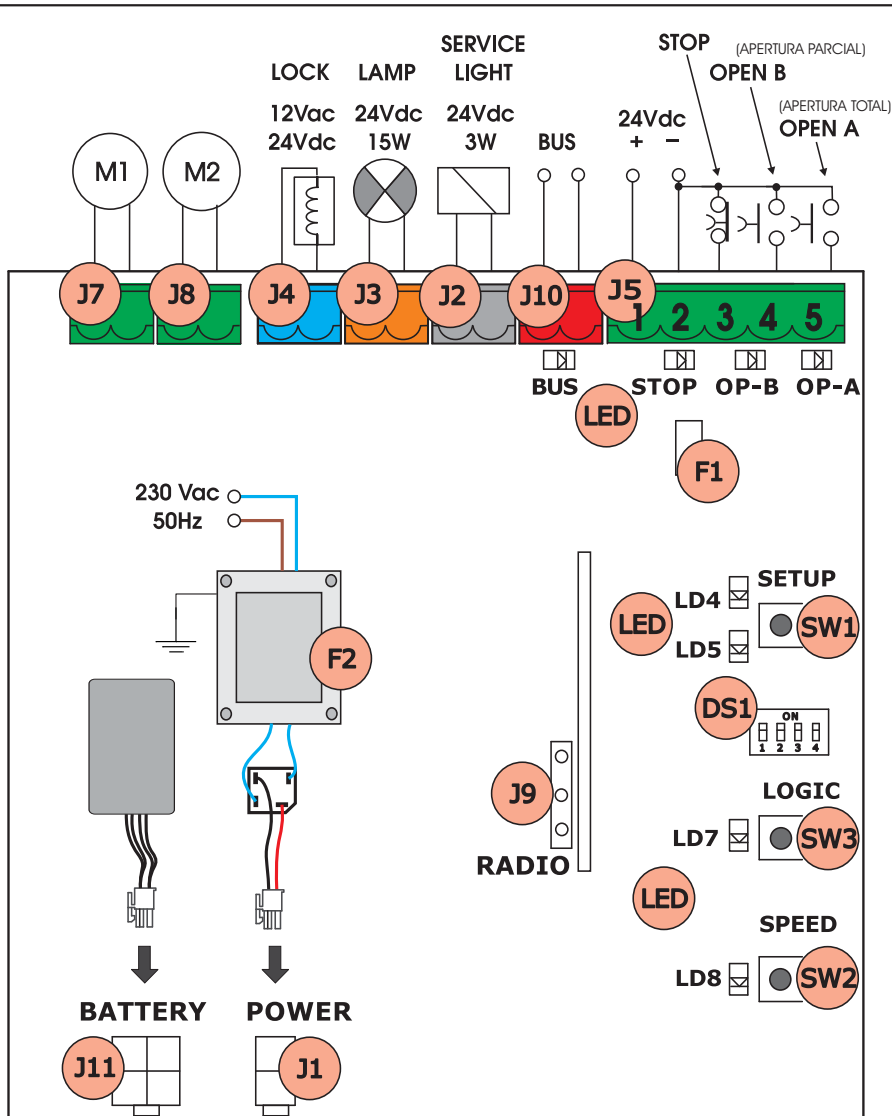 SERVICE
LIGHT
STOP
(APERTURA PARCIAL)
OPEN B
(APERTURA TOTAL)
OPEN A
LOCK
LAMP
12Vac
24Vdc
24Vdc
15W
24Vdc
3W
BUS
24Vdc
+ −
M1
M2
J7
J8
J4
J3
J2
J10
J5
1 2 3 4 5
BUS
STOP
OP-B
OP-A
LED
F1
230 Vac
50Hz
F2
LED
LD4
LD5
SETUP
SW1
DS1
ON
1 2 3 4
J9
RADIO
LOGIC
LD7
SW3
LED
SPEED
LD8
SW2
BATTERY
POWER
J11
J1